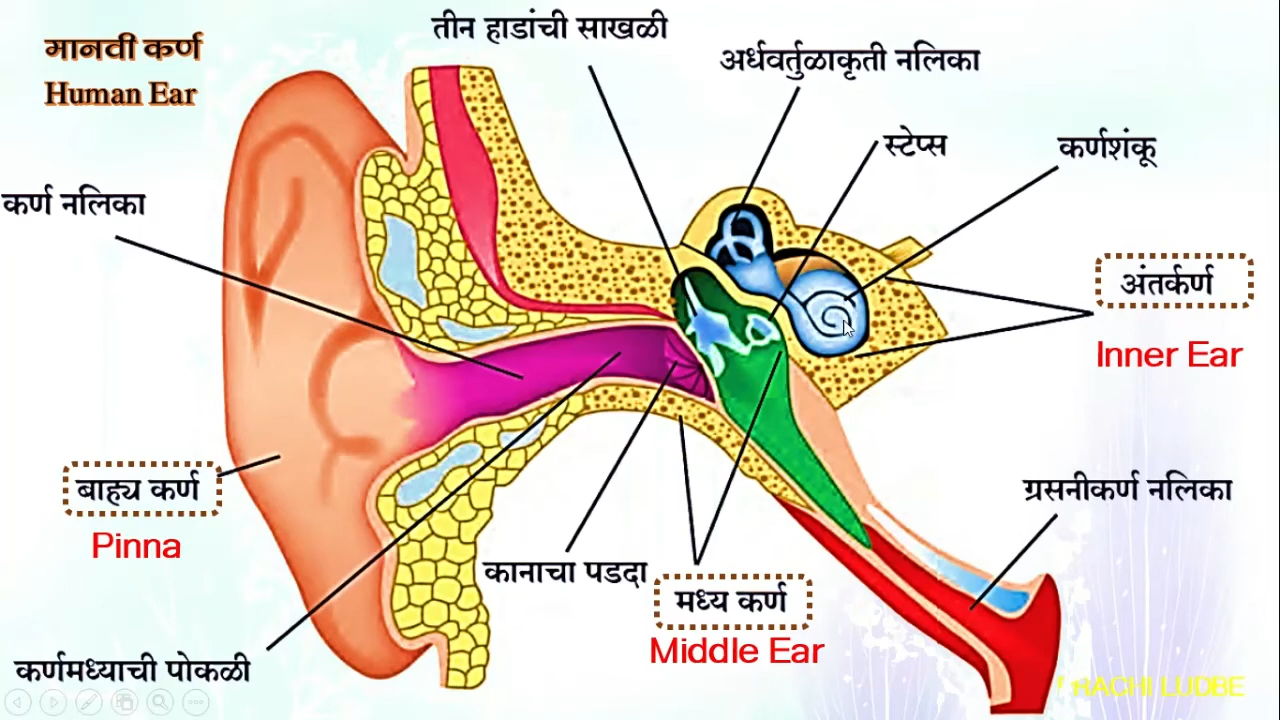 मानवी कर्ण
Human Ear
तीन हाडांची साखळी
अर्धवर्तुळाकृती नलिका
स्टेप्स
कर्णशंकू
कर्ण नलिका
अंतर्कर्ण
Inner Ear
बाह्य कर्ण
Pinna
ग्रसनीकर्ण नलिका
कानाचा पडदा
मध्य कर्ण
Middle Ear
कर्णमध्याची पोकळी
LUDBE